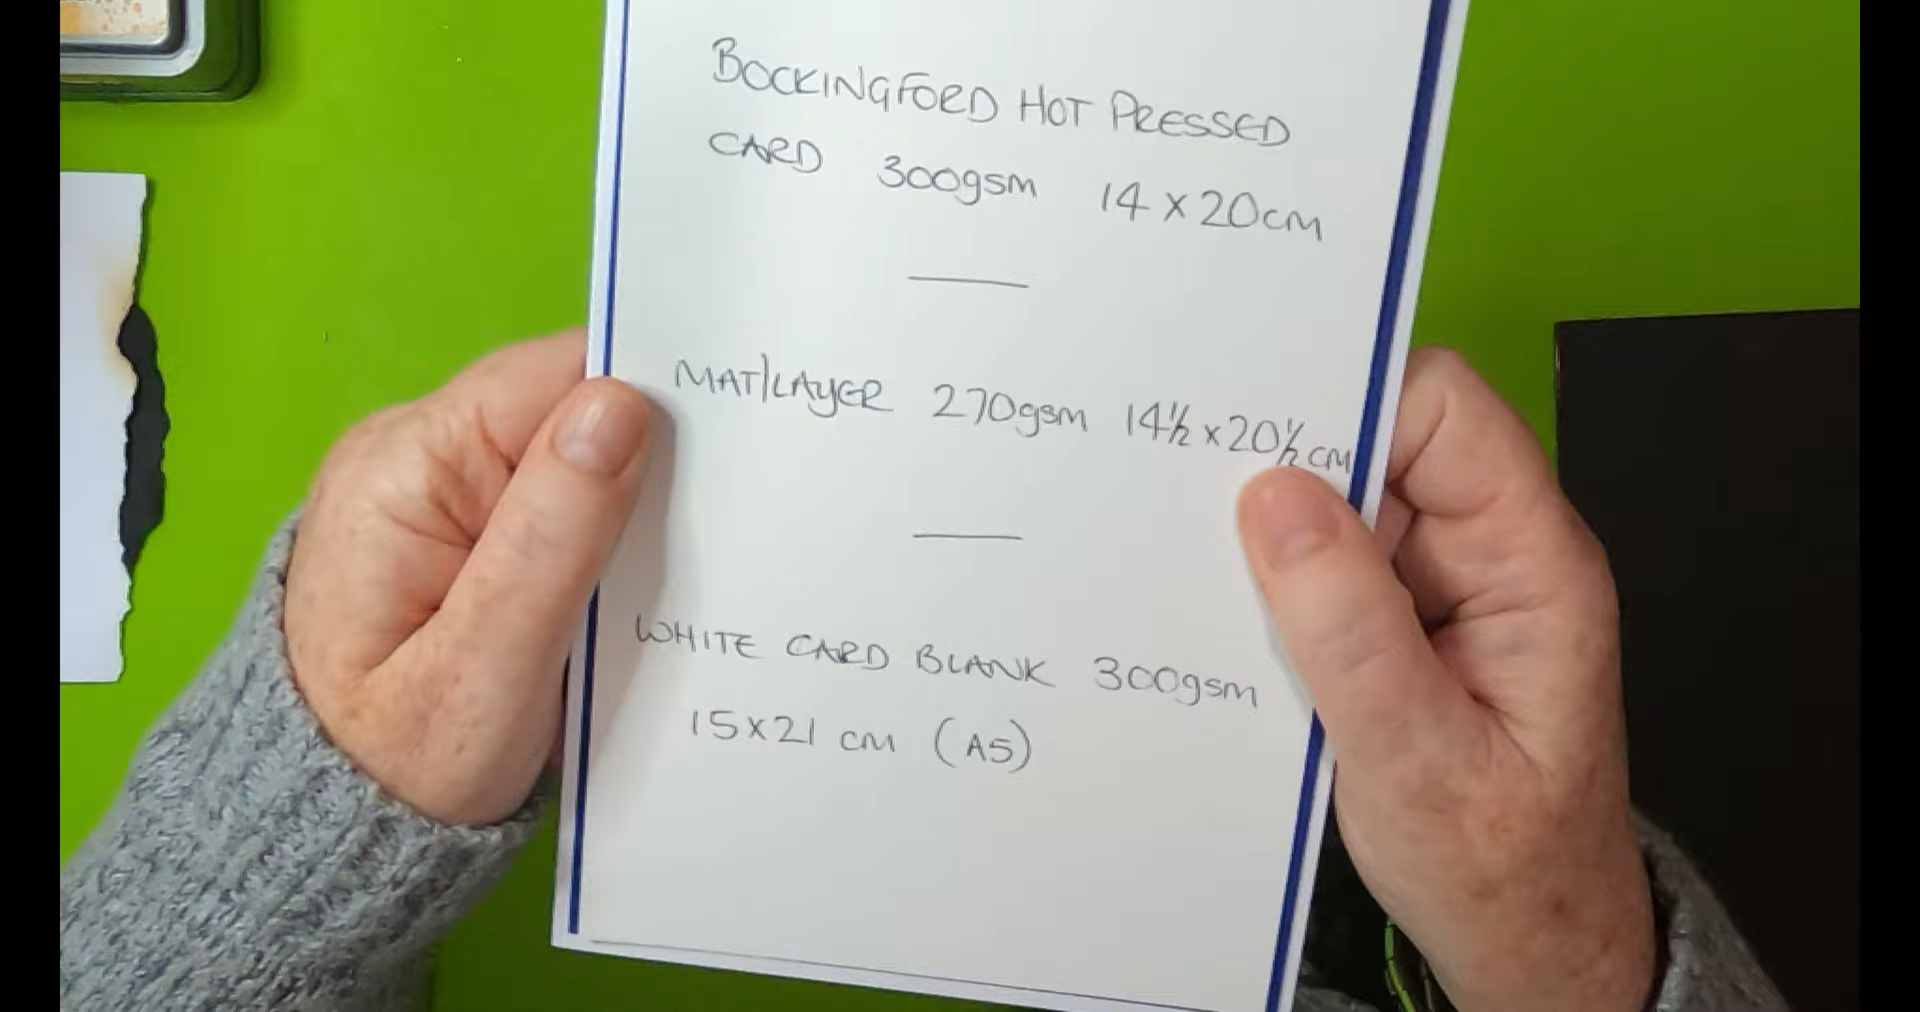 BOCKINGFORD HOT PRESSED
CARD 300gsm 14 x 20cm
MAT/LAYER 270gsm 14½ x 20½ cm
WHITE CARD BLANK 300gsm
15x21 cm (A5)